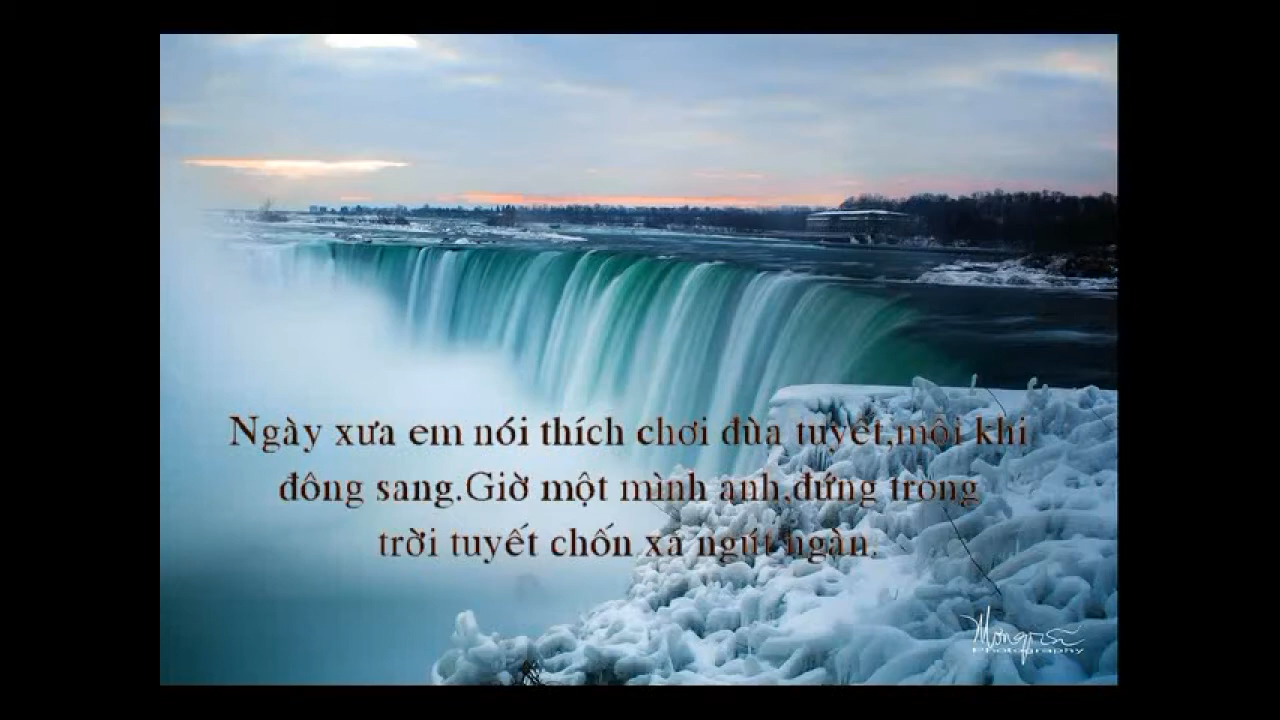 Ngày xưa em nói thích chơi đùa tuyết,mỗi khi
đông sang.Giờ một mình anh,đứng trong
trời tuyết chốn xa ngút ngàn.
Photography